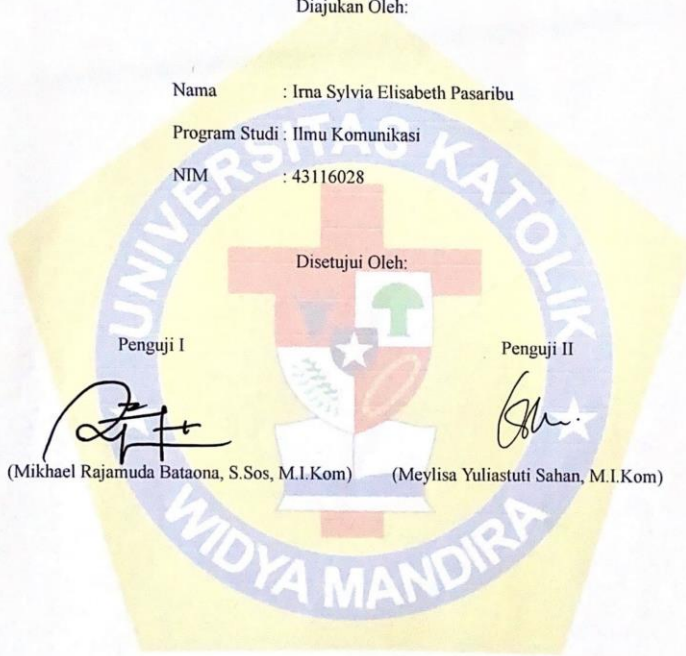 Diajukan Oleh:
Nama : Irna Sylvia Elisabeth Pasaribu
Program Studi : Ilmu Komunikasi
NIM : 43116028
Disetujui Oleh:
Penguji I Penguji II
(Mikhael Rajamuda Bataona, S.Sos, M.I.Kom) (Meylisa Yuliastuti Sahan, M.I.Kom)
UNIVERSITAS KATOLIK
WIDYA MANDIRA